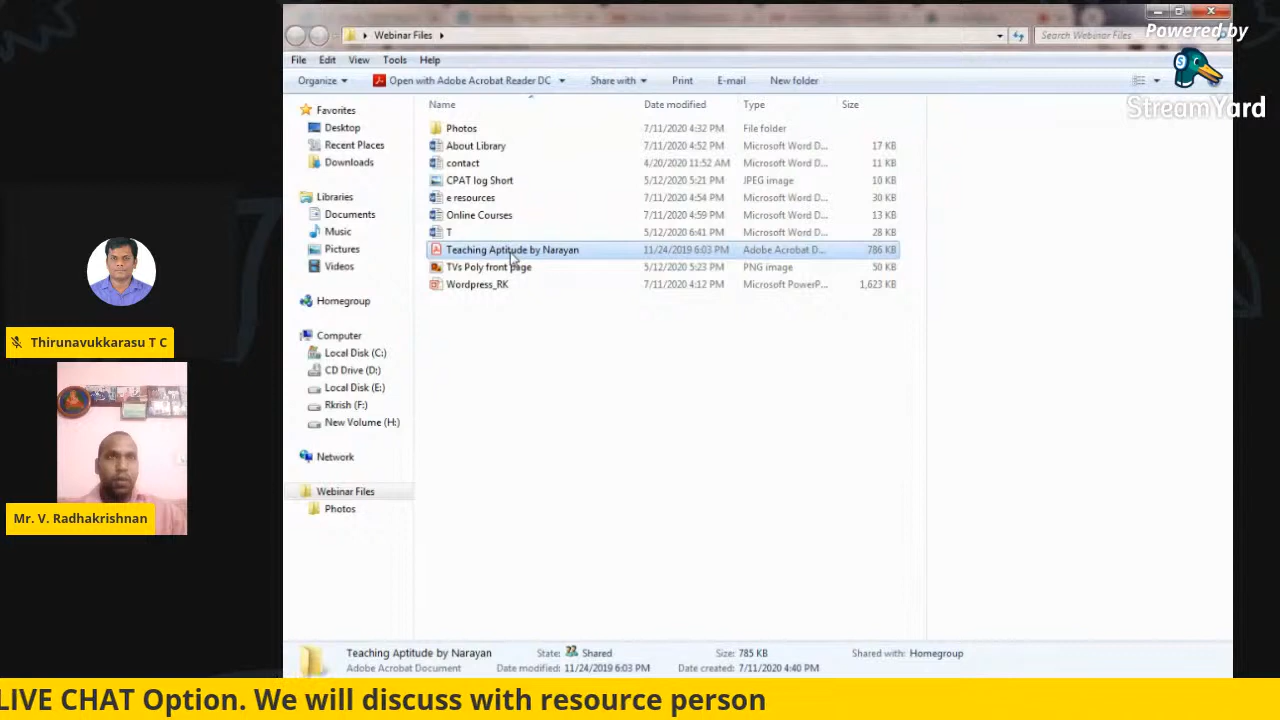 Webinar Files
Search Webinar Files
Powered by
StreamYard
File Edit View Tools Help
Organize Open with Adobe Acrobat Reader DC Share with Print E-mail New folder
Name Date modified Type Size
Photos 7/11/2020 4:32 PM File folder
About Library 7/11/2020 4:52 PM Microsoft Word D... 17 KB
contact 4/20/2020 11:52 AM Microsoft Word D... 11 KB
CPAT log Short 5/12/2020 5:21 PM JPEG image 10 KB
e resources 7/11/2020 4:54 PM Microsoft Word D... 30 KB
Online Courses 7/11/2020 4:59 PM Microsoft Word D... 13 KB
T 5/12/2020 6:41 PM Microsoft Word D... 28 KB
Teaching Aptitude by Narayan 11/24/2019 6:03 PM Adobe Acrobat D... 786 KB
TVs Poly front page 5/12/2020 5:23 PM PNG image 50 KB
Wordpress_RK 7/11/2020 4:12 PM Microsoft PowerP... 1,623 KB
Favorites
Desktop
Recent Places
Downloads
Libraries
Documents
Music
Pictures
Videos
Homegroup
Computer
Local Disk (C:)
CD Drive (D:)
Local Disk (E:)
Rkrish (F:)
New Volume (H:)
Network
Webinar Files
Photos
Thirunavukkarasu T C
Mr. V. Radhakrishnan
Teaching Aptitude by Narayan State: Shared Size: 785 KB Shared with: Homegroup
Adobe Acrobat Document Date modified: 11/24/2019 6:03 PM Date created: 7/11/2020 4:40 PM
LIVE CHAT Option. We will discuss with resource person